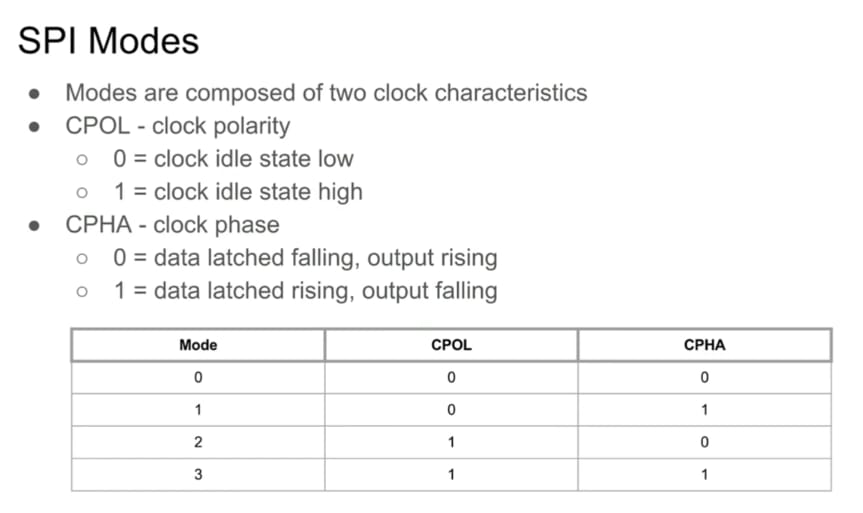 SPI Modes
● Modes are composed of two clock characteristics
● CPOL - clock polarity
○ 0 = clock idle state low
○ 1 = clock idle state high
● CPHA - clock phase
○ 0 = data latched falling, output rising
○ 1 = data latched rising, output falling
Mode CPOL CPHA
0 0 0
1 0 1
2 1 0
3 1 1